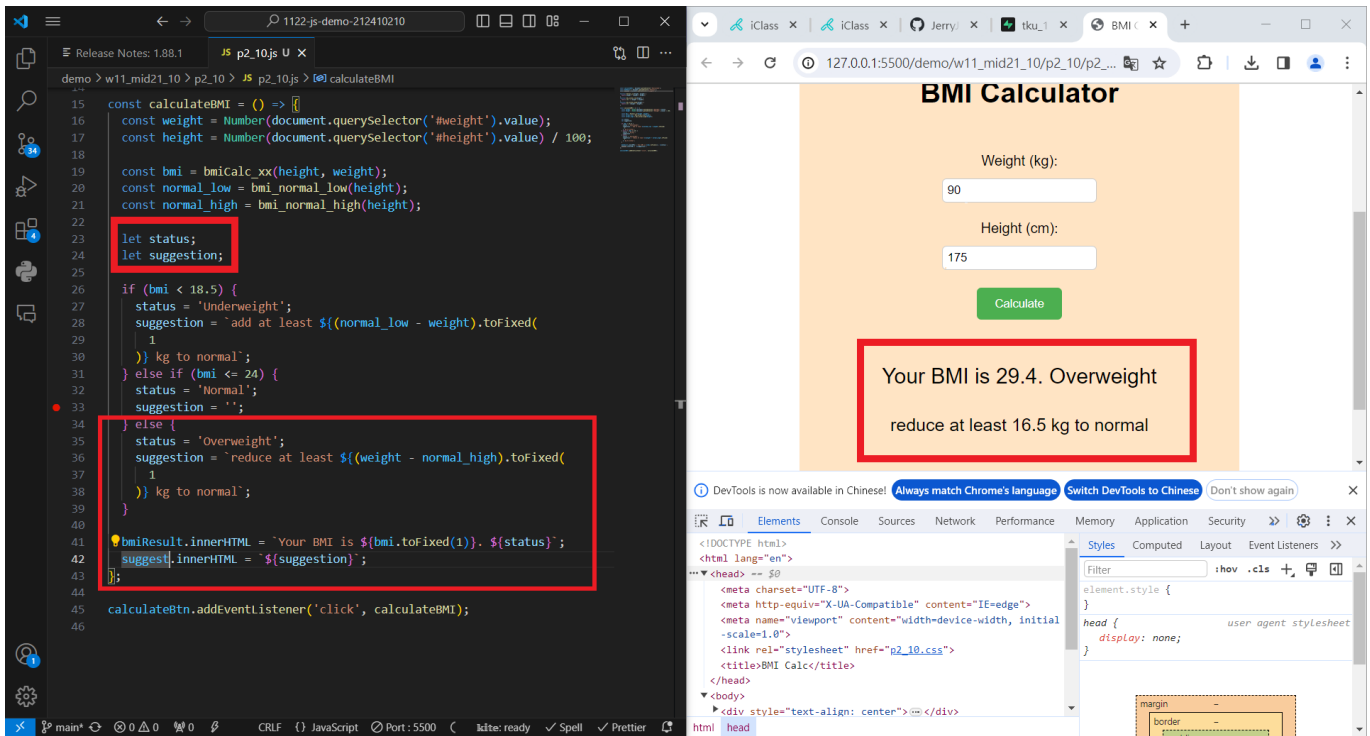 1122-js-demo-212410210
Release Notes: 1.88.1
JS p2_10.js U
demo > w11_mid21_10 > p2_10 > JS p2_10.js > calculateBMI
14
15 const calculateBMI = () => {
16 const weight = Number(document.querySelector('#weight').value);
17 const height = Number(document.querySelector('#height').value) / 100;
18
19 const bmi = bmiCalc_xx(height, weight);
20 const normal_low = bmi_normal_low(height);
21 const normal_high = bmi_normal_high(height);
22
23 let status;
24 let suggestion;
25
26 if (bmi < 18.5) {
27 status = 'Underweight';
28 suggestion = `add at least ${(normal_low - weight).toFixed(
29 1
30 )} kg to normal`;
31 } else if (bmi <= 24) {
32 status = 'Normal';
33 suggestion = '';
34 } else {
35 status = 'Overweight';
36 suggestion = `reduce at least ${(weight - normal_high).toFixed(
37 1
38 )} kg to normal`;
39 }
40
41 bmiResult.innerHTML = `Your BMI is ${bmi.toFixed(1)}. ${status}`;
42 suggest.innerHTML = `${suggestion}`;
43 };
44
45 calculateBtn.addEventListener('click', calculateBMI);
46
34
4
1
main* 0 0 0 CRLF {} JavaScript Port : 5500 kite: ready Spell Prettier
iClass
iClass
JerryJ
tku_1
BMI C
127.0.0.1:5500/demo/w11_mid21_10/p2_10/p2_...
BMI Calculator
Weight (kg):
90
Height (cm):
175
Calculate
Your BMI is 29.4. Overweight
reduce at least 16.5 kg to normal
DevTools is now available in Chinese! Always match Chrome's language Switch DevTools to Chinese Don't show again
Elements Console Sources Network Performance Memory Application Security
<!DOCTYPE html>
<html lang="en">
<head> == $0
<meta charset="UTF-8">
<meta http-equiv="X-UA-Compatible" content="IE=edge">
<meta name="viewport" content="width=device-width, initial
-scale=1.0">
<link rel="stylesheet" href="p2_10.css">
<title>BMI Calc</title>
</head>
<body>
<div style="text-align: center"> </div>
html head
Styles Computed Layout Event Listeners
Filter :hov .cls
element.style {
}
head { user agent stylesheet
display: none;
}
margin -
border -